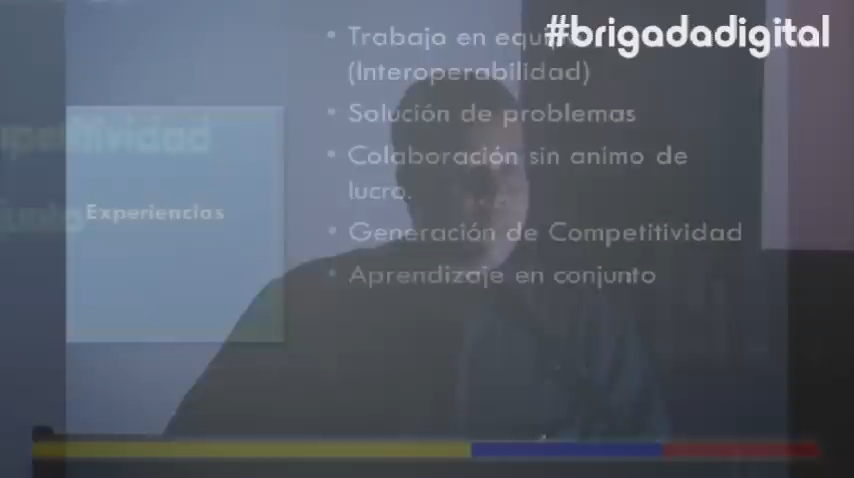 #brigadadigital
• Trabajo en
(Interoperabilidad)
• Solución de problemas
• Colaboración sin animo de
lucro.
• Generación de Competitividad
• Aprendizaje en conjunto
Experiencias